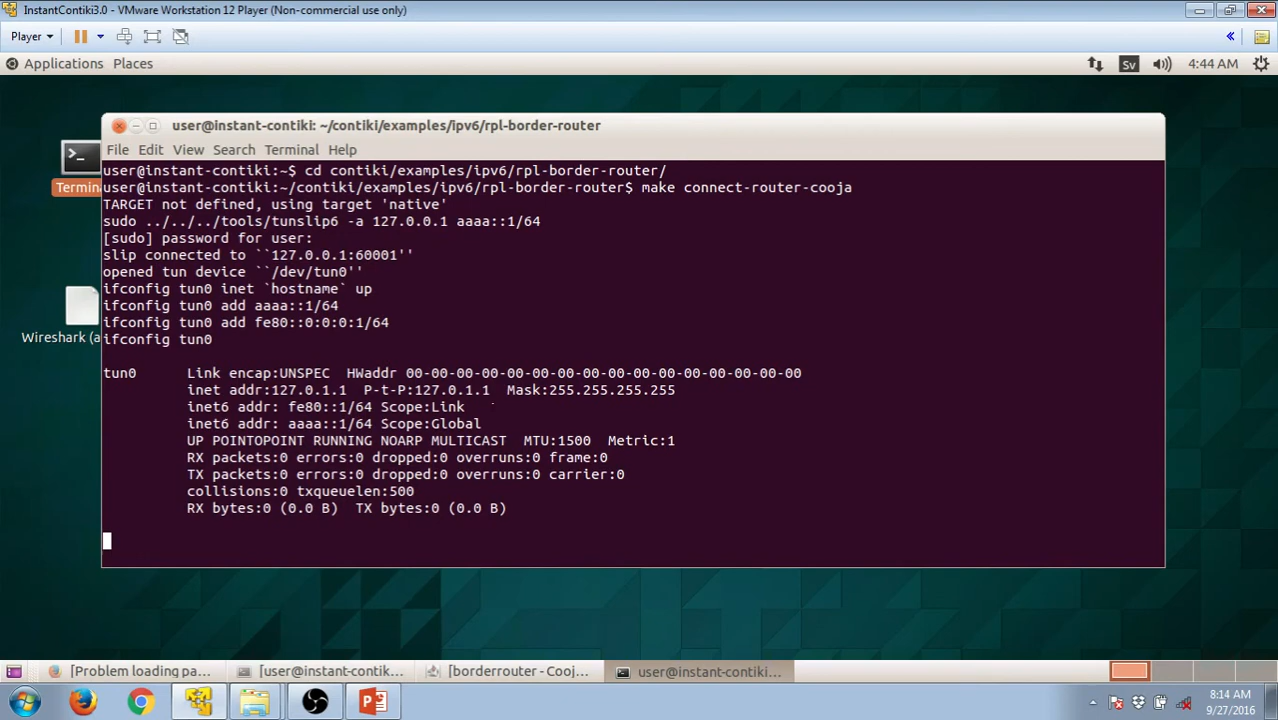 InstantContiki3.0 - VMware Workstation 12 Player (Non-commercial use only)
Player
Applications Places
Sv
4:44 AM
user@instant-contiki: ~/contiki/examples/ipv6/rpl-border-router
File Edit View Search Terminal Help
user@instant-contiki:~$ cd contiki/examples/ipv6/rpl-border-router/
user@instant-contiki:~/contiki/examples/ipv6/rpl-border-router$ make connect-router-cooja
TARGET not defined, using target 'native'
sudo ../../../tools/tunslip6 -a 127.0.0.1 aaaa::1/64
[sudo] password for user:
slip connected to ``127.0.0.1:60001''
opened tun device ``/dev/tun0''
ifconfig tun0 inet `hostname` up
ifconfig tun0 add aaaa::1/64
ifconfig tun0 add fe80::0:0:0:1/64
ifconfig tun0
tun0 Link encap:UNSPEC HWaddr 00-00-00-00-00-00-00-00-00-00-00-00-00-00-00-00
inet addr:127.0.1.1 P-t-P:127.0.1.1 Mask:255.255.255.255
inet6 addr: fe80::1/64 Scope:Link
inet6 addr: aaaa::1/64 Scope:Global
UP POINTOPOINT RUNNING NOARP MULTICAST MTU:1500 Metric:1
RX packets:0 errors:0 dropped:0 overruns:0 frame:0
TX packets:0 errors:0 dropped:0 overruns:0 carrier:0
collisions:0 txqueuelen:500
RX bytes:0 (0.0 B) TX bytes:0 (0.0 B)
Termin
Wireshark (a
[Problem loading pa...
[user@instant-contik...
[borderrouter - Cooj...
user@instant-contiki...
8:14 AM
9/27/2016